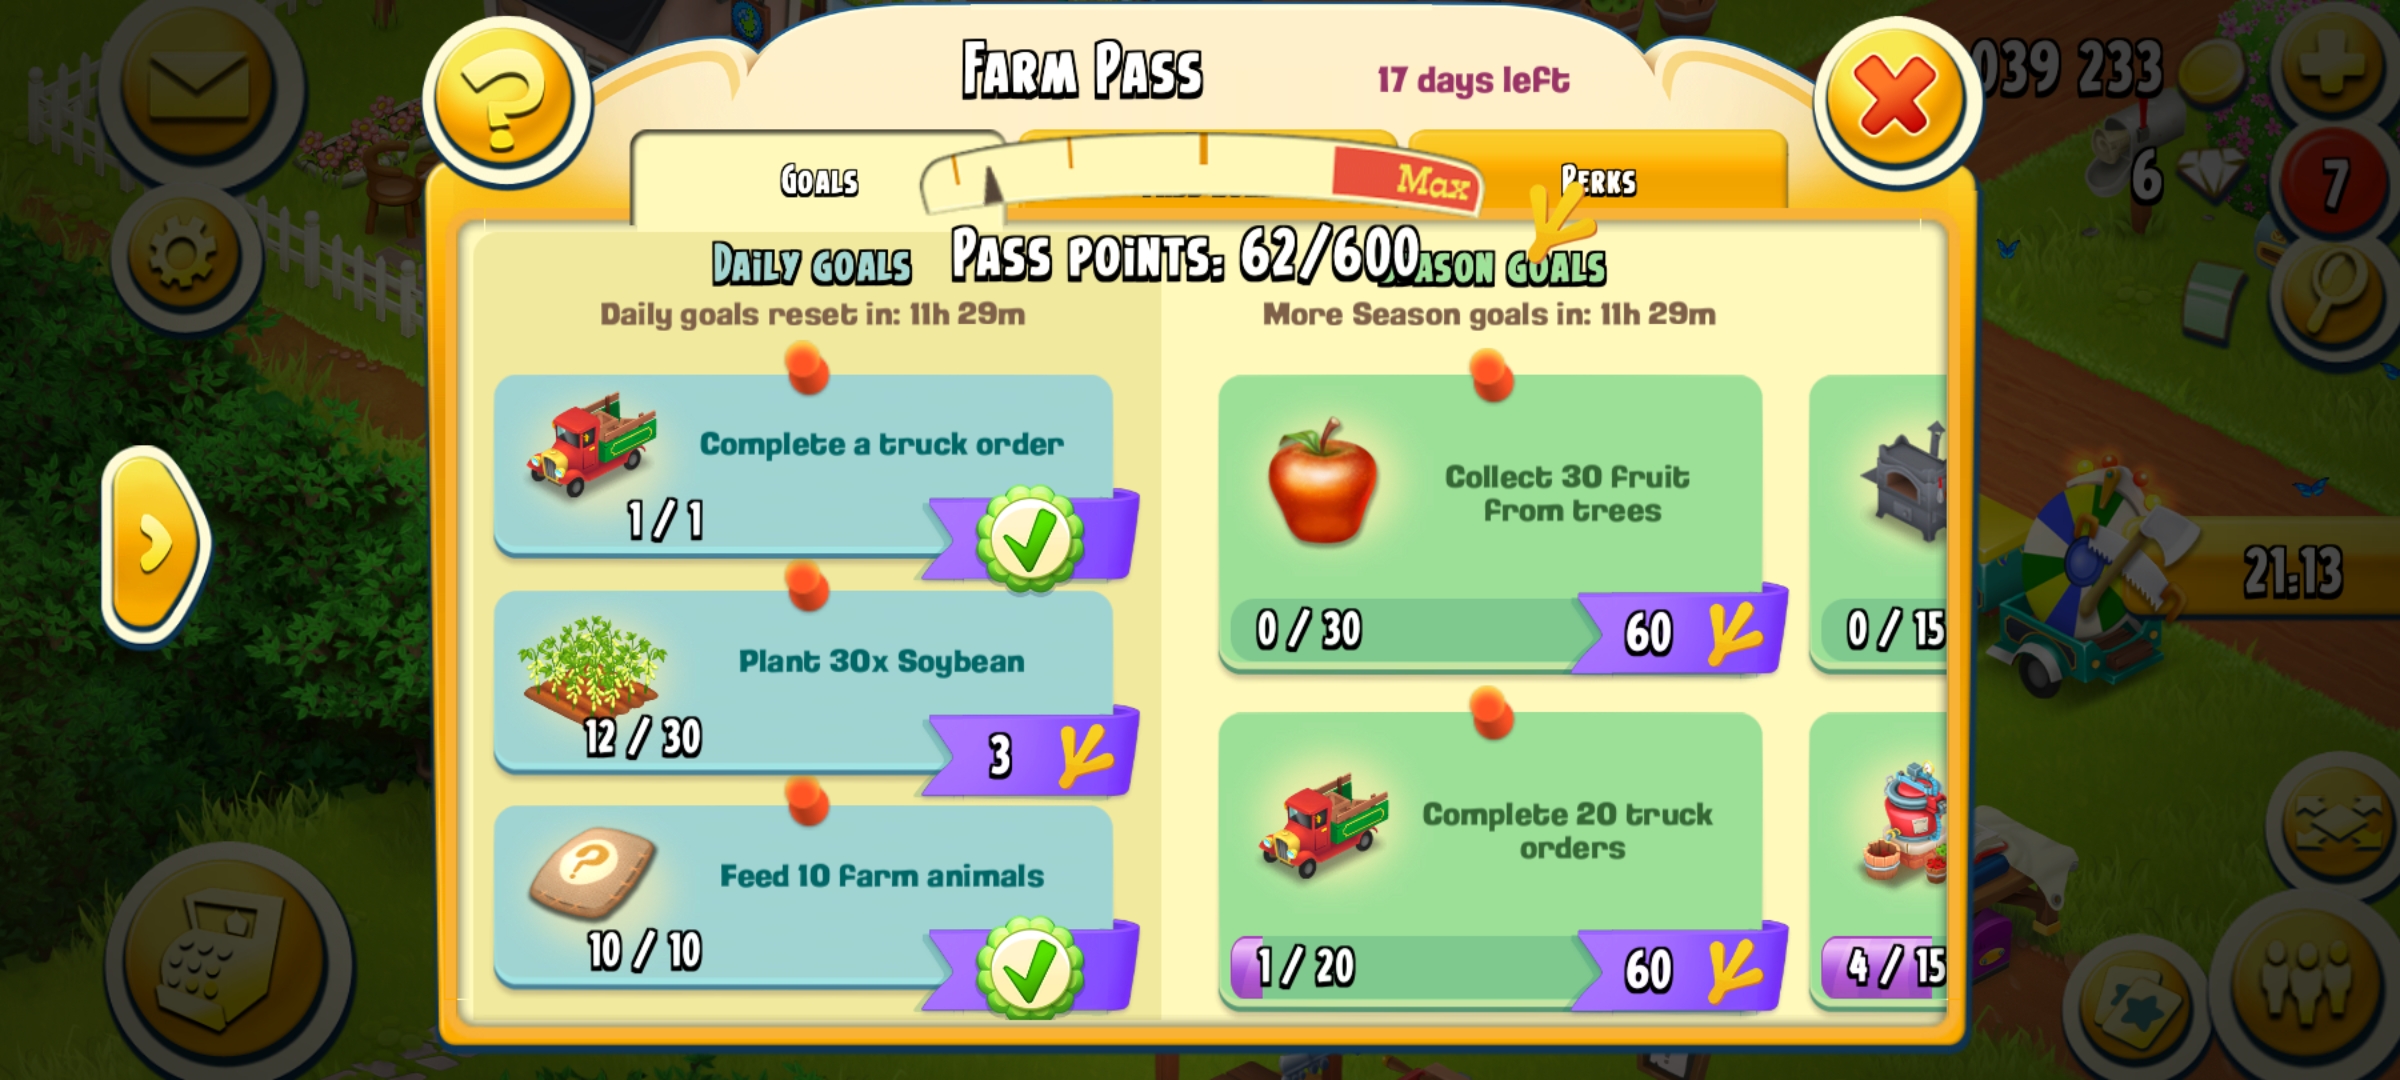 FARM PASS
17 days left
039 233
6
7
GOALS
PERKS
Max
PASS POINTS: 62/600
DAILY GOALS
ASON GOALS
Daily goals reset in: 11h 29m
More Season goals in: 11h 29m
Complete a truck order
1 / 1
Plant 30x Soybean
12 / 30
3
Feed 10 farm animals
10 / 10
Collect 30 fruit
from trees
0 / 30
60
0 / 15
Complete 20 truck
orders
1 / 20
60
4 / 15
21:13